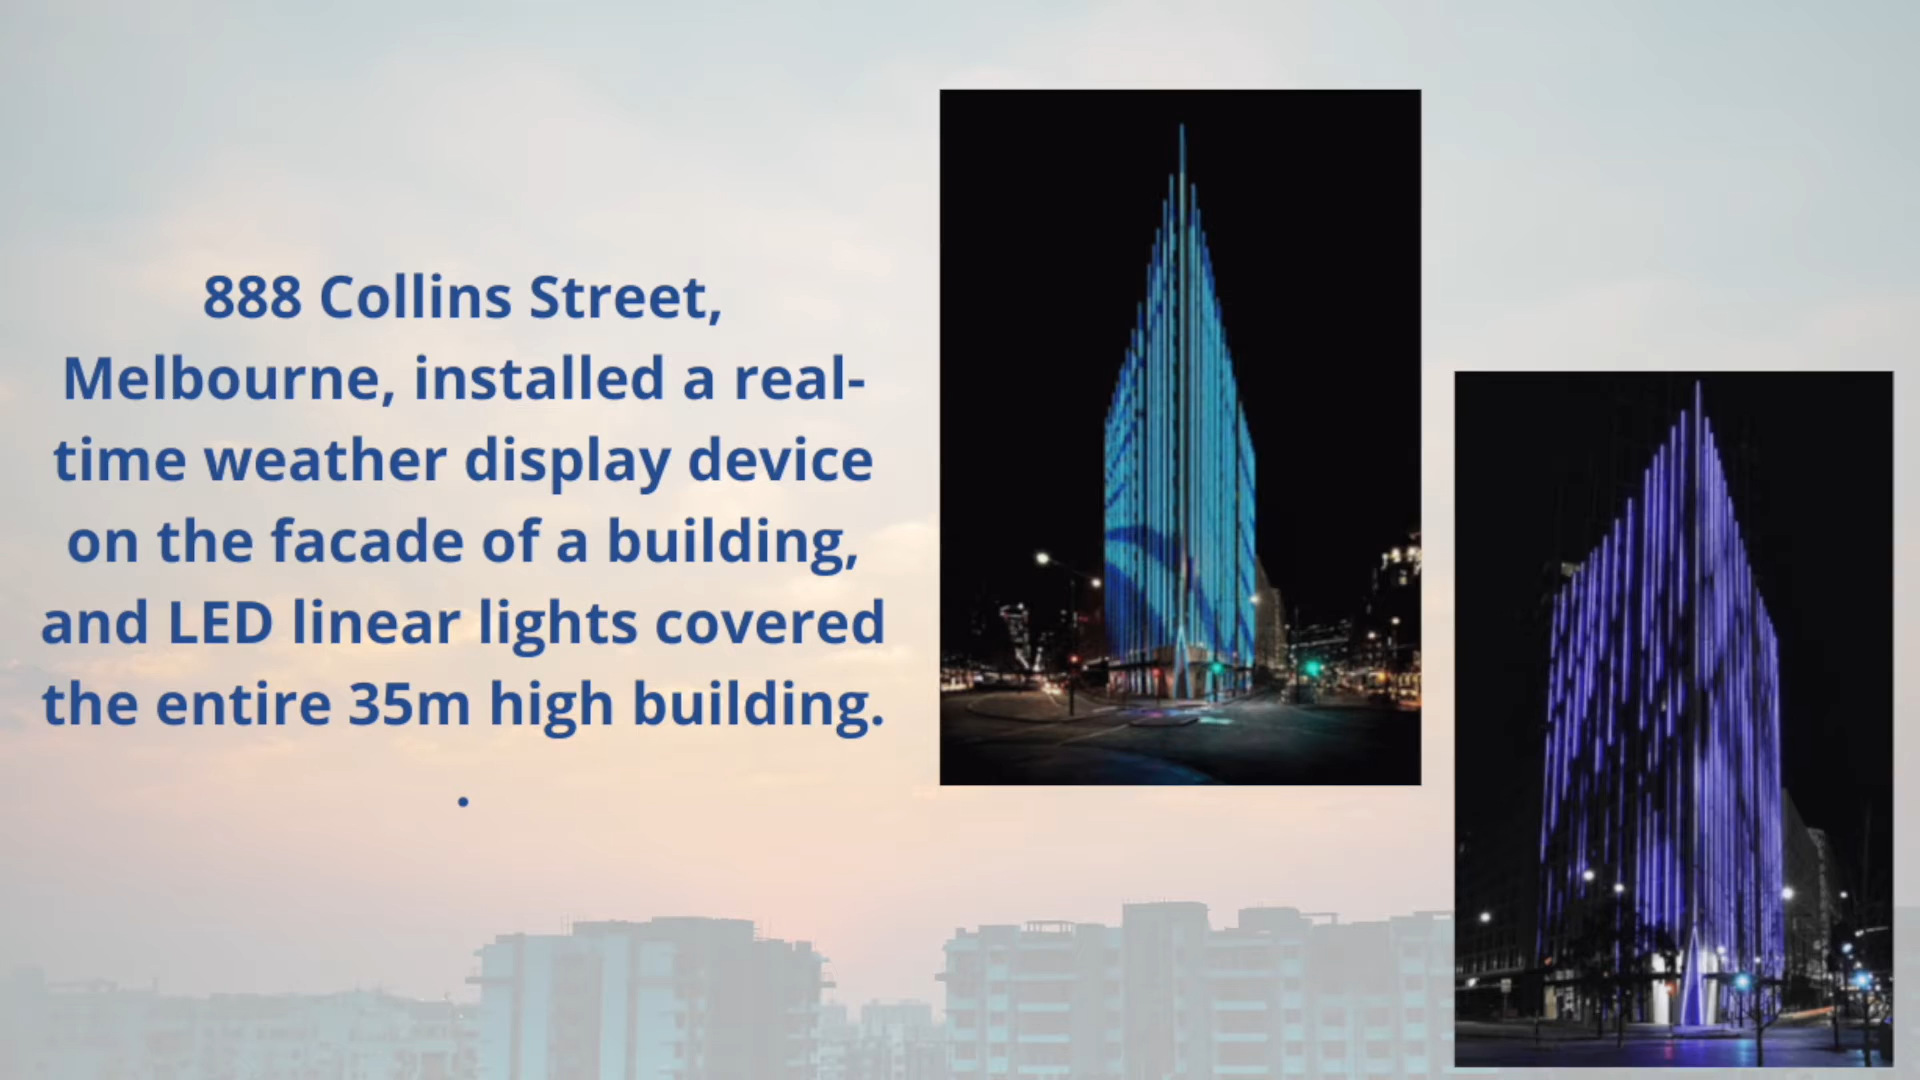 888 Collins Street,
Melbourne, installed a real-
time weather display device
on the facade of a building,
and LED linear lights covered
the entire 35m high building.
.